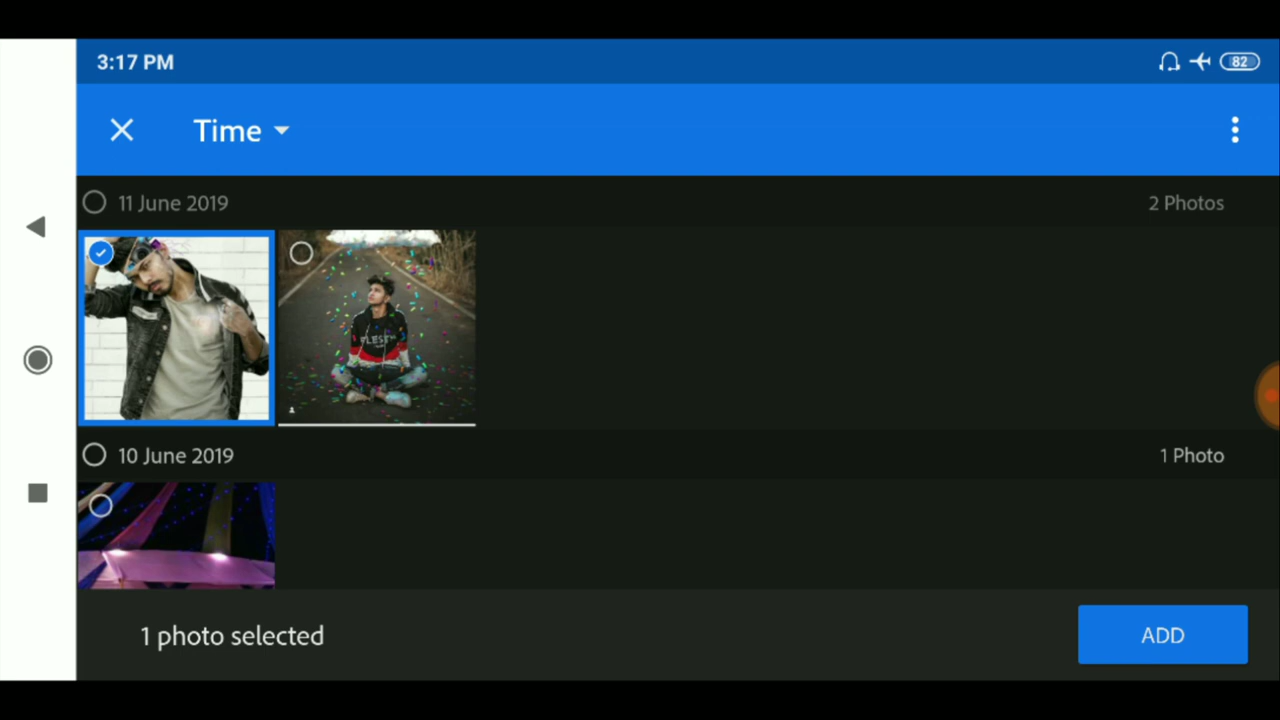 3:17 PM
82
Time
11 June 2019
2 Photos
10 June 2019
1 Photo
1 photo selected
ADD